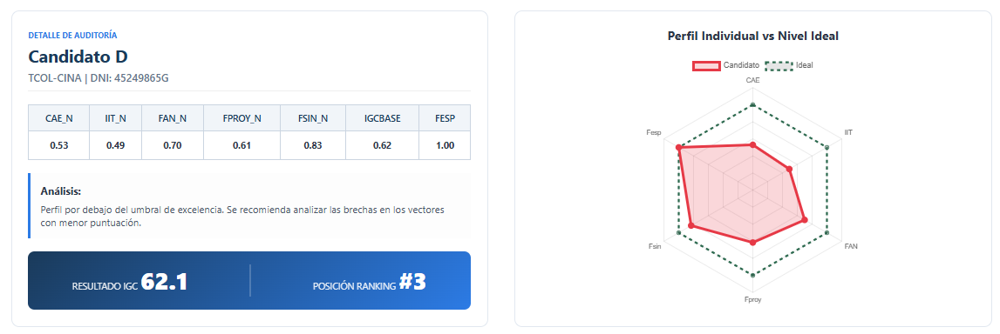 DETALLE DE AUDITORÍA
Candidato D
TCOL-CINA | DNI: 45249865G
CAE_N IIT_N FAN_N FPROY_N FSIN_N IGCBASE FESP
0.53 0.49 0.70 0.61 0.83 0.62 1.00
Análisis:
Perfil por debajo del umbral de excelencia. Se recomienda analizar las brechas en los vectores
con menor puntuación.
RESULTADO IGC 62.1 POSICIÓN RANKING #3
Perfil Individual vs Nivel Ideal
Candidato Ideal
CAE
Fesp IIT
Fsin FAN
Fproy